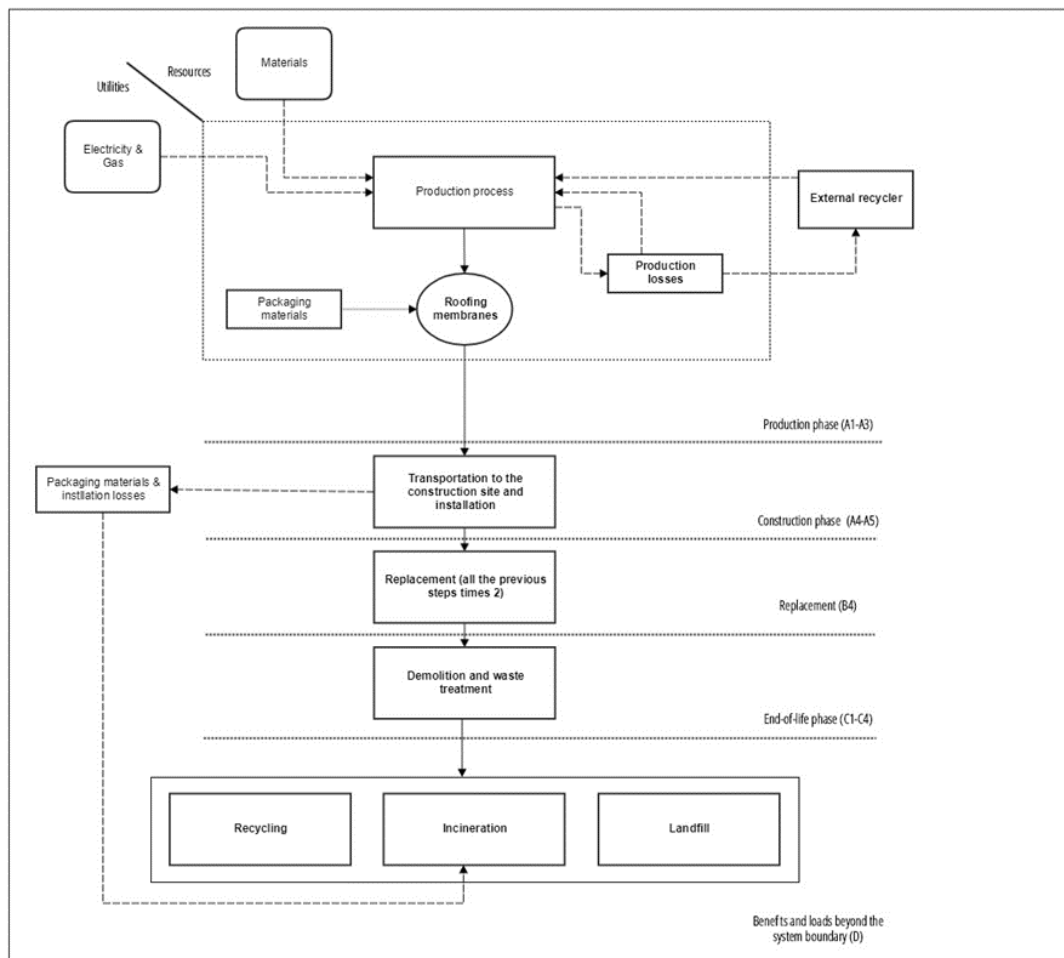 Materials
Resources
Utilities
Electricity &
Gas
Production process
External recycler
Production
losses
Packaging
materials
Roofing
membranes
Production phase (A1-A3)
Transportation to the
construction site and
installation
Packaging materials &
instllation losses
Construction phase (A4-A5)
Replacement (all the previous
steps times 2)
Replacement (B4)
Demolition and waste
treatment
End-of-life phase (C1-C4)
Recycling
Incineration
Landfill
Benefits and loads beyond the
system boundary (D)